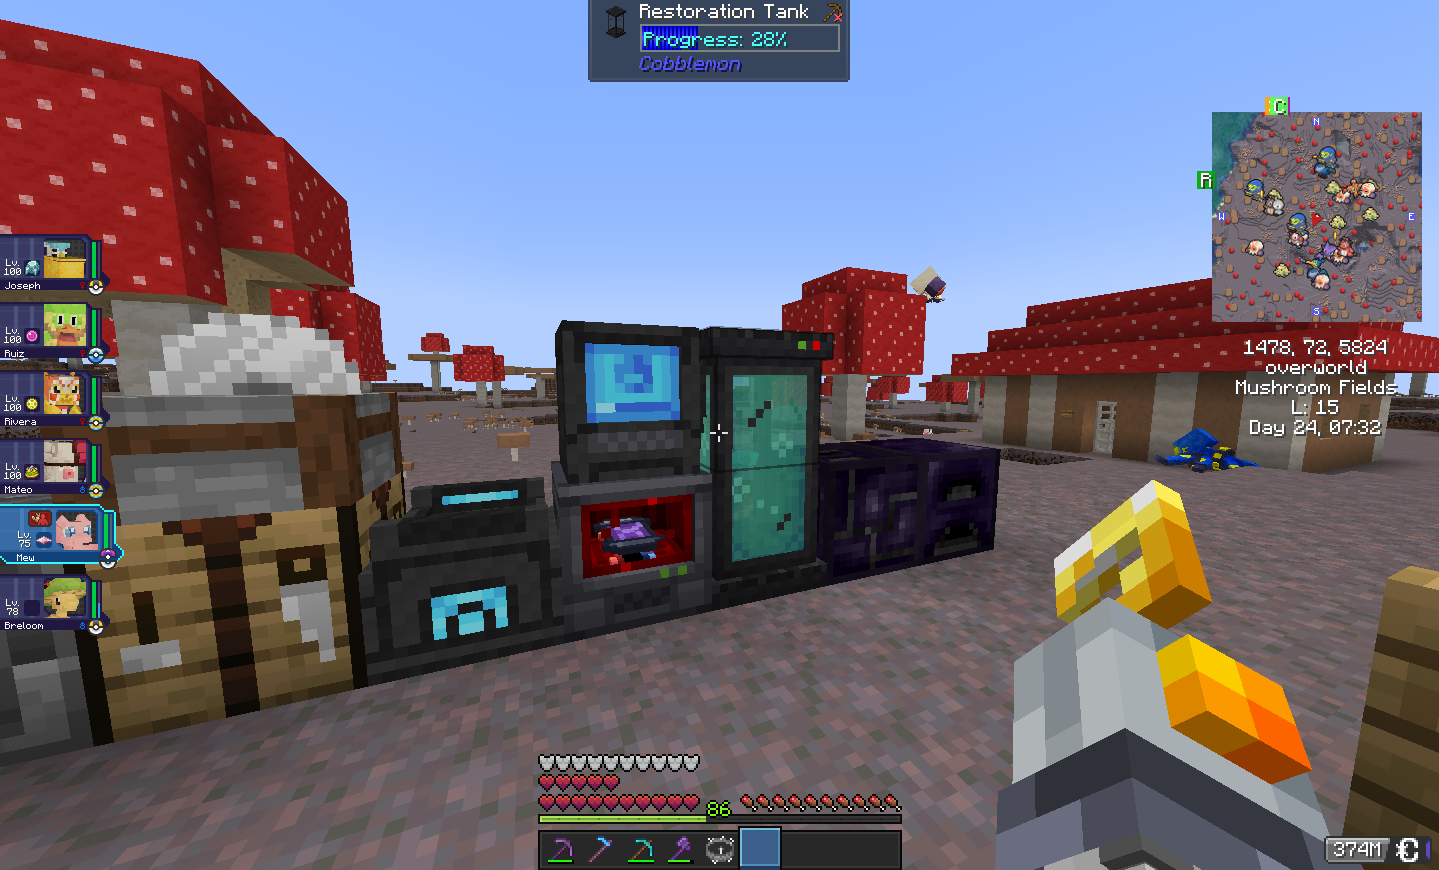 Restoration Tank
Progress: 28%
Cobblemon
C
N
R
W
E
S
1478, 72, 5824
overworld
Mushroom Fields
L: 15
Day 24, 07:32
Lv.
100
Joseph
Lv.
100
Ruiz
Lv.
100
Rivera
Lv.
100
Mateo
Lv.
75
Mew
Lv.
78
Breloom
86
374M